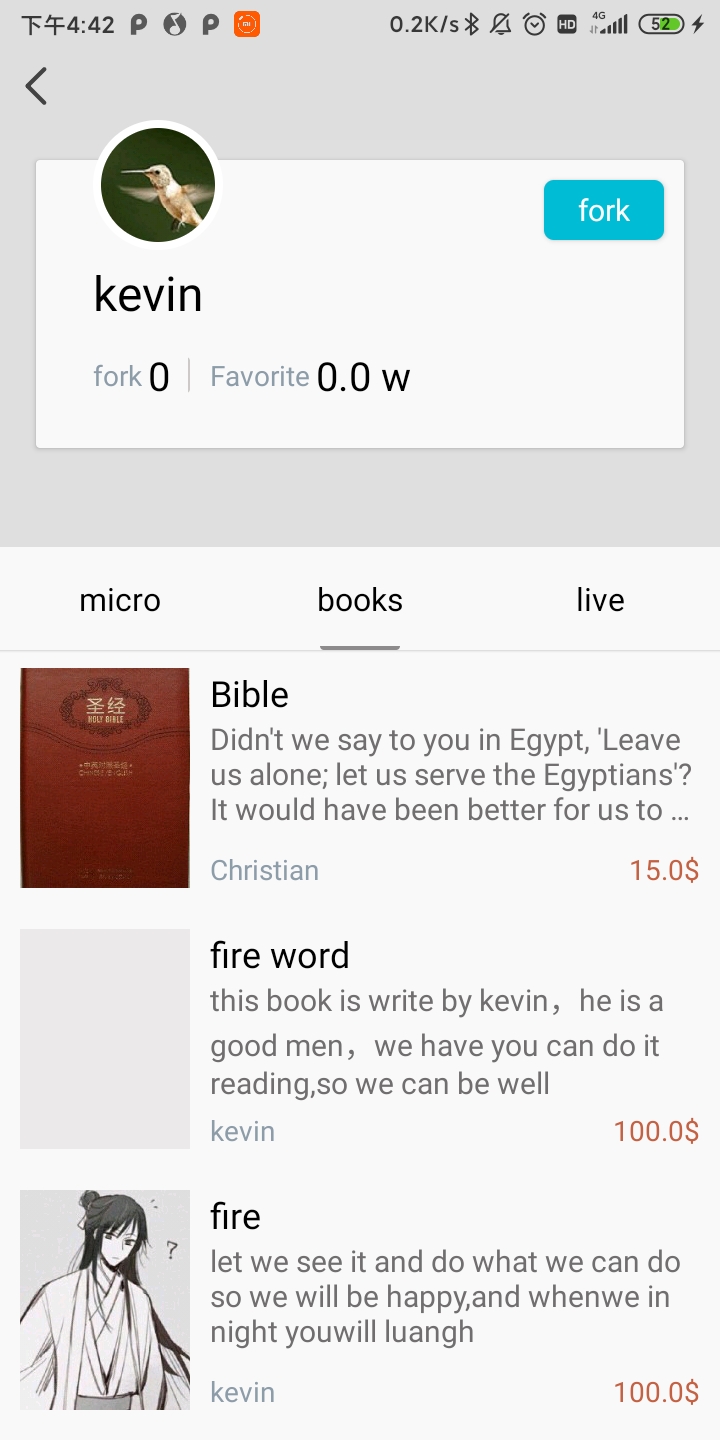 下午4:42
0.2K/s
HD
4G
52
fork
kevin
fork 0
Favorite 0.0 w
micro
books
live
圣经
HOLY BIBLE
Bible
Didn't we say to you in Egypt, 'Leave
us alone; let us serve the Egyptians'?
It would have been better for us to ...
Christian
15.0$
fire word
this book is write by kevin，he is a
good men，we have you can do it
reading,so we can be well
kevin
100.0$
?
fire
let we see it and do what we can do
so we will be happy,and whenwe in
night youwill luangh
kevin
100.0$